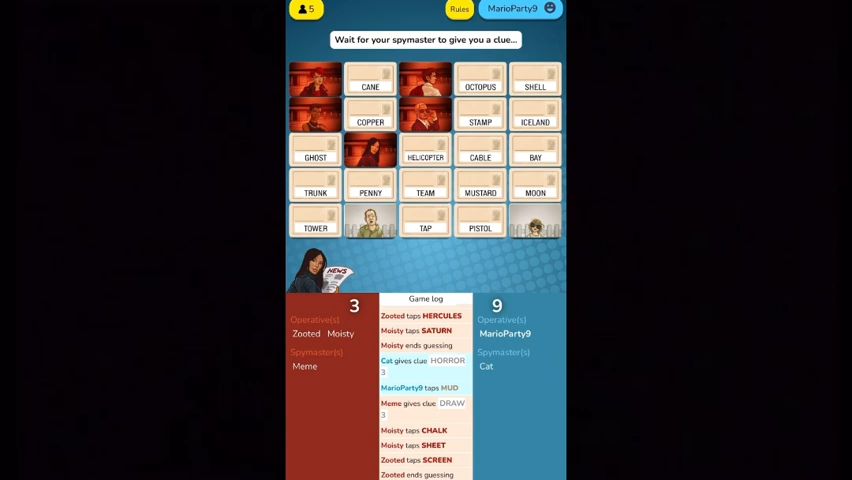 5
Rules
MarioParty9
Wait for your spymaster to give you a clue...
CANE
OCTOPUS
SHELL
COPPER
STAMP
ICELAND
GHOST
HELICOPTER
CABLE
BAY
TRUNK
PENNY
TEAM
MUSTARD
MOON
TOWER
TAP
PISTOL
NEWS
3
Operative(s)
Zooted Moisty
Spymaster(s)
Meme
Game log
Zooted taps HERCULES
Moisty taps SATURN
Moisty ends guessing
Cat gives clue HORROR
3
MarioParty9 taps MUD
Meme gives clue DRAW
3
Moisty taps CHALK
Moisty taps SHEET
Zooted taps SCREEN
Zooted ends guessing
9
Operative(s)
MarioParty9
Spymaster(s)
Cat